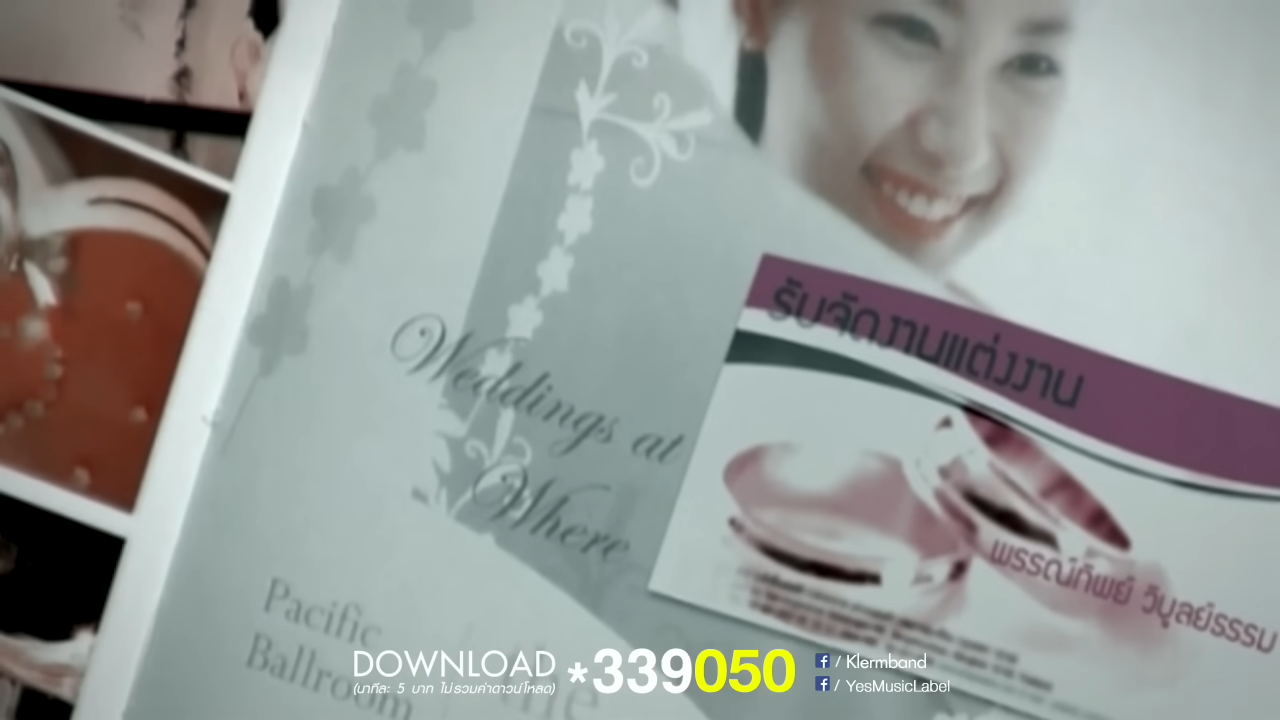 รับจัดงานแต่งงาน
Weddings at
Where
พรรณ์ทิพย์ วิบูลย์ธรรม
Pacific
Ballroom
the
DOWNLOAD *339050
(นาทีละ 5 บาท ไม่รวมค่าดาวน์โหลด)
f / Klermband
f / YesMusicLabel